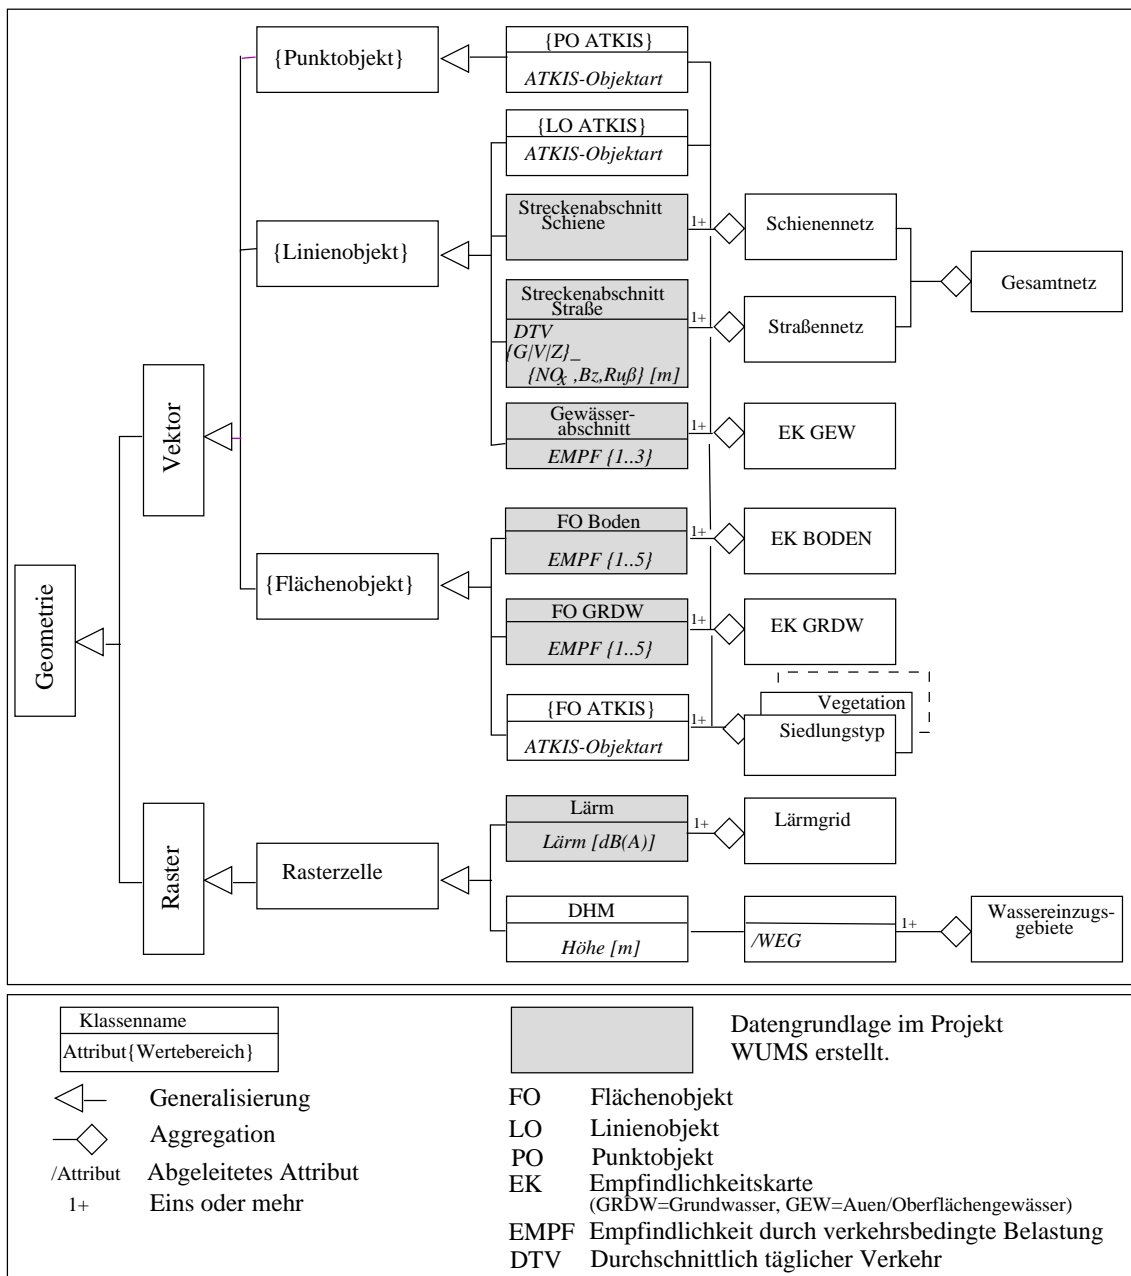 {Punktobjekt}
{PO ATKIS}
ATKIS-Objektart
{LO ATKIS}
ATKIS-Objektart
{Linienobjekt}
Streckenabschnitt
Schiene
1+
Schienennetz
Gesamtnetz
Streckenabschnitt
Straße
DTV
{G|V|Z}_
{NOx ,Bz,Ruß} [m]
1+
Straßennetz
Vektor
Gewässer-
abschnitt
EMPF {1..3}
1+
EK GEW
{Flächenobjekt}
FO Boden
EMPF {1..5}
1+
EK BODEN
Geometrie
FO GRDW
EMPF {1..5}
1+
EK GRDW
{FO ATKIS}
ATKIS-Objektart
1+
Vegetation
Siedlungstyp
Raster
Rasterzelle
Lärm
Lärm [dB(A)]
1+
Lärmgrid
DHM
Höhe [m]
/WEG
1+
Wassereinzugs-
gebiete
Klassenname
Attribut{Wertebereich}
Generalisierung
Aggregation
/Attribut Abgeleitetes Attribut
1+ Eins oder mehr
Datengrundlage im Projekt
WUMS erstellt.
FO Flächenobjekt
LO Linienobjekt
PO Punktobjekt
EK Empfindlichkeitskarte
(GRDW=Grundwasser, GEW=Auen/Oberflächengewässer)
EMPF Empfindlichkeit durch verkehrsbedingte Belastung
DTV Durchschnittlich täglicher Verkehr